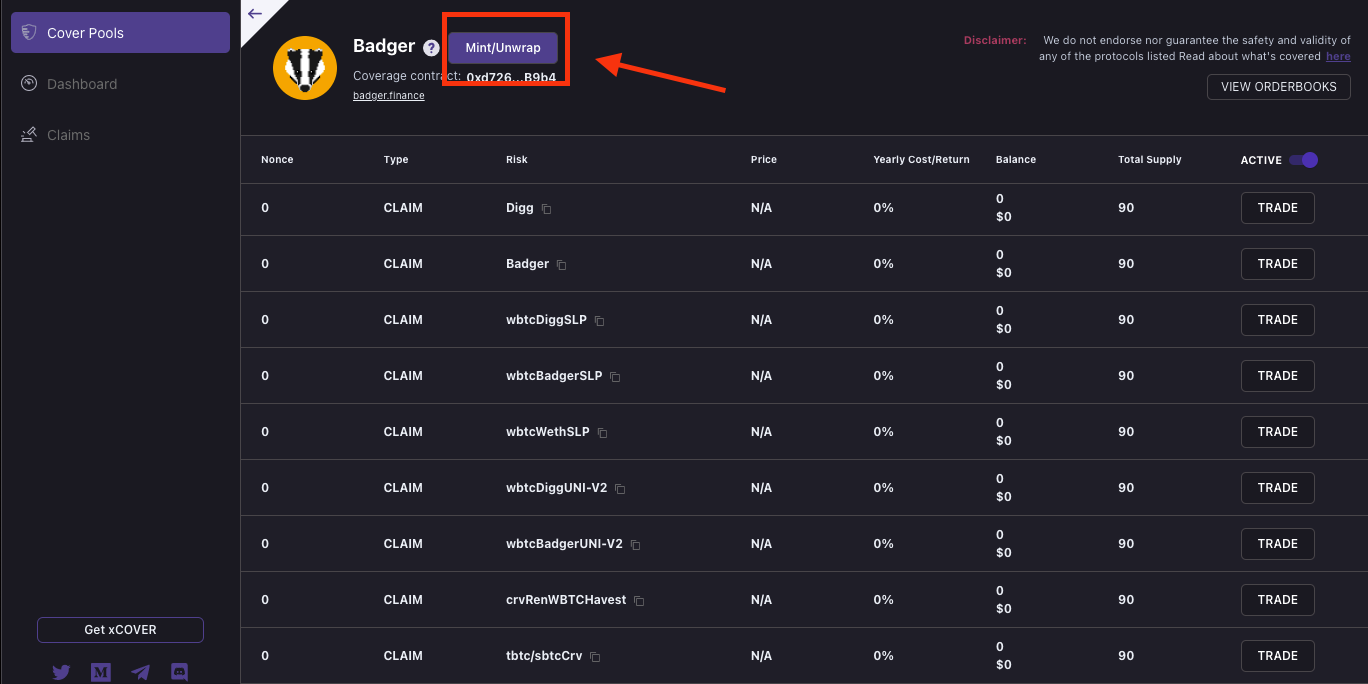 Cover Pools
Dashboard
Claims
Get xCOVER
Badger ? Mint/Unwrap
Coverage contract: 0xd726...B9b4
badger.finance
Disclaimer: We do not endorse nor guarantee the safety and validity of
any of the protocols listed Read about what's covered here
VIEW ORDERBOOKS
Nonce Type Risk Price Yearly Cost/Return Balance Total Supply ACTIVE
0 CLAIM Digg N/A 0% 0 90 TRADE
$0
0 CLAIM Badger N/A 0% 0 90 TRADE
$0
0 CLAIM wbtcDiggSLP N/A 0% 0 90 TRADE
$0
0 CLAIM wbtcBadgerSLP N/A 0% 0 90 TRADE
$0
0 CLAIM wbtcWethSLP N/A 0% 0 90 TRADE
$0
0 CLAIM wbtcDiggUNI-V2 N/A 0% 0 90 TRADE
$0
0 CLAIM wbtcBadgerUNI-V2 N/A 0% 0 90 TRADE
$0
0 CLAIM crvRenWBTCHavest N/A 0% 0 90 TRADE
$0
0 CLAIM tbtc/sbtcCrv N/A 0% 0 90 TRADE
$0